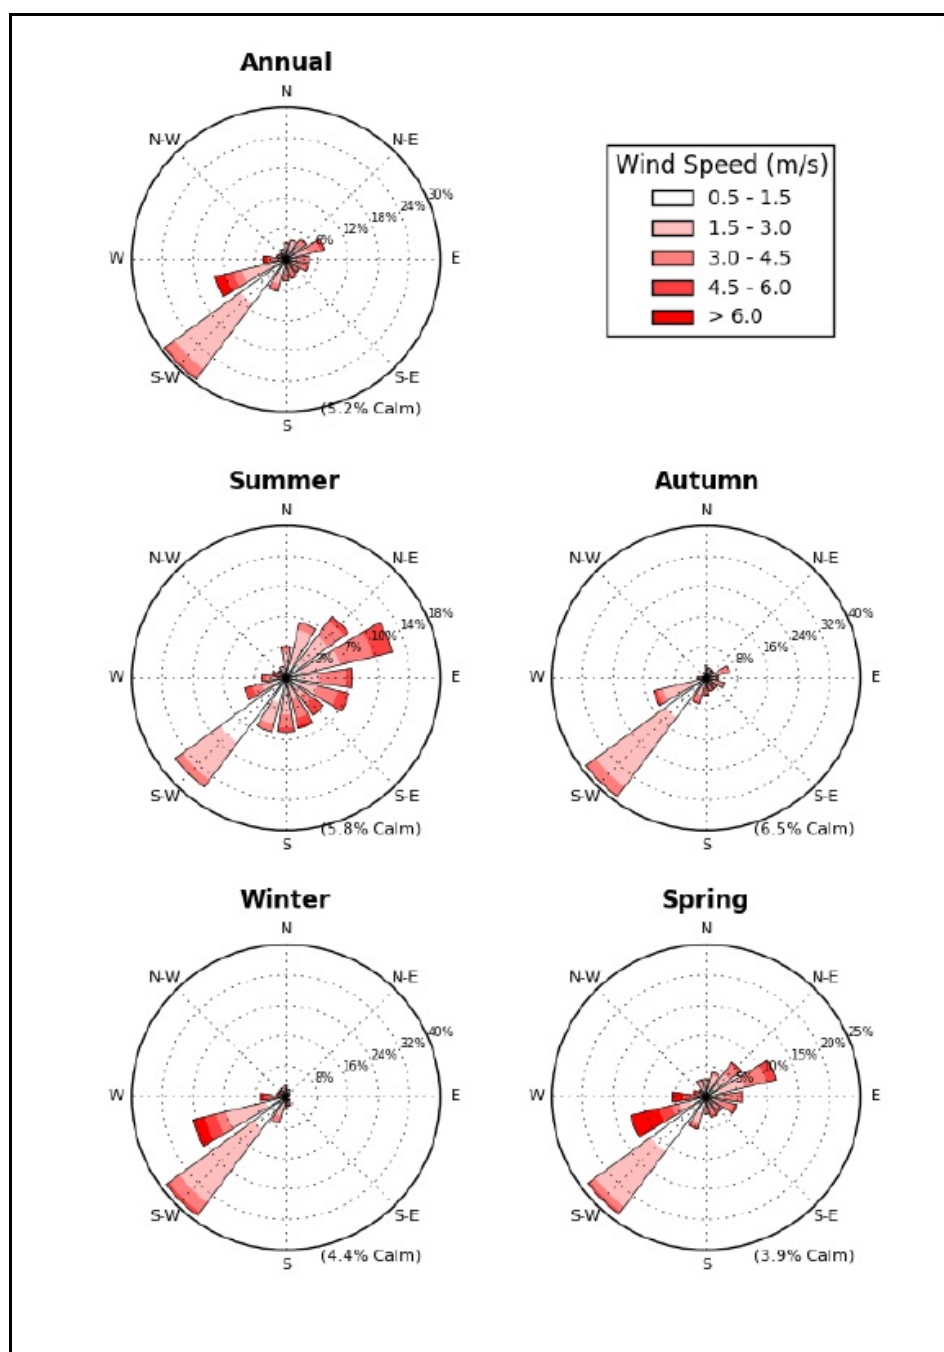 Annual
N
N-W
N-E
30%
24%
18%
12%
6%
W
E
S-W
S-E
(5.2% Calm)
S
Wind Speed (m/s)
0.5 - 1.5
1.5 - 3.0
3.0 - 4.5
4.5 - 6.0
> 6.0
Summer
N
N-W
N-E
18%
14%
10%
7%
3%
W
E
S-W
S-E
(5.8% Calm)
S
Autumn
N
N-W
N-E
40%
32%
24%
16%
8%
W
E
S-W
S-E
(6.5% Calm)
S
Winter
N
N-W
N-E
40%
32%
24%
16%
8%
W
E
S-W
S-E
(4.4% Calm)
S
Spring
N
N-W
N-E
25%
20%
15%
10%
5%
W
E
S-W
S-E
(3.9% Calm)
S